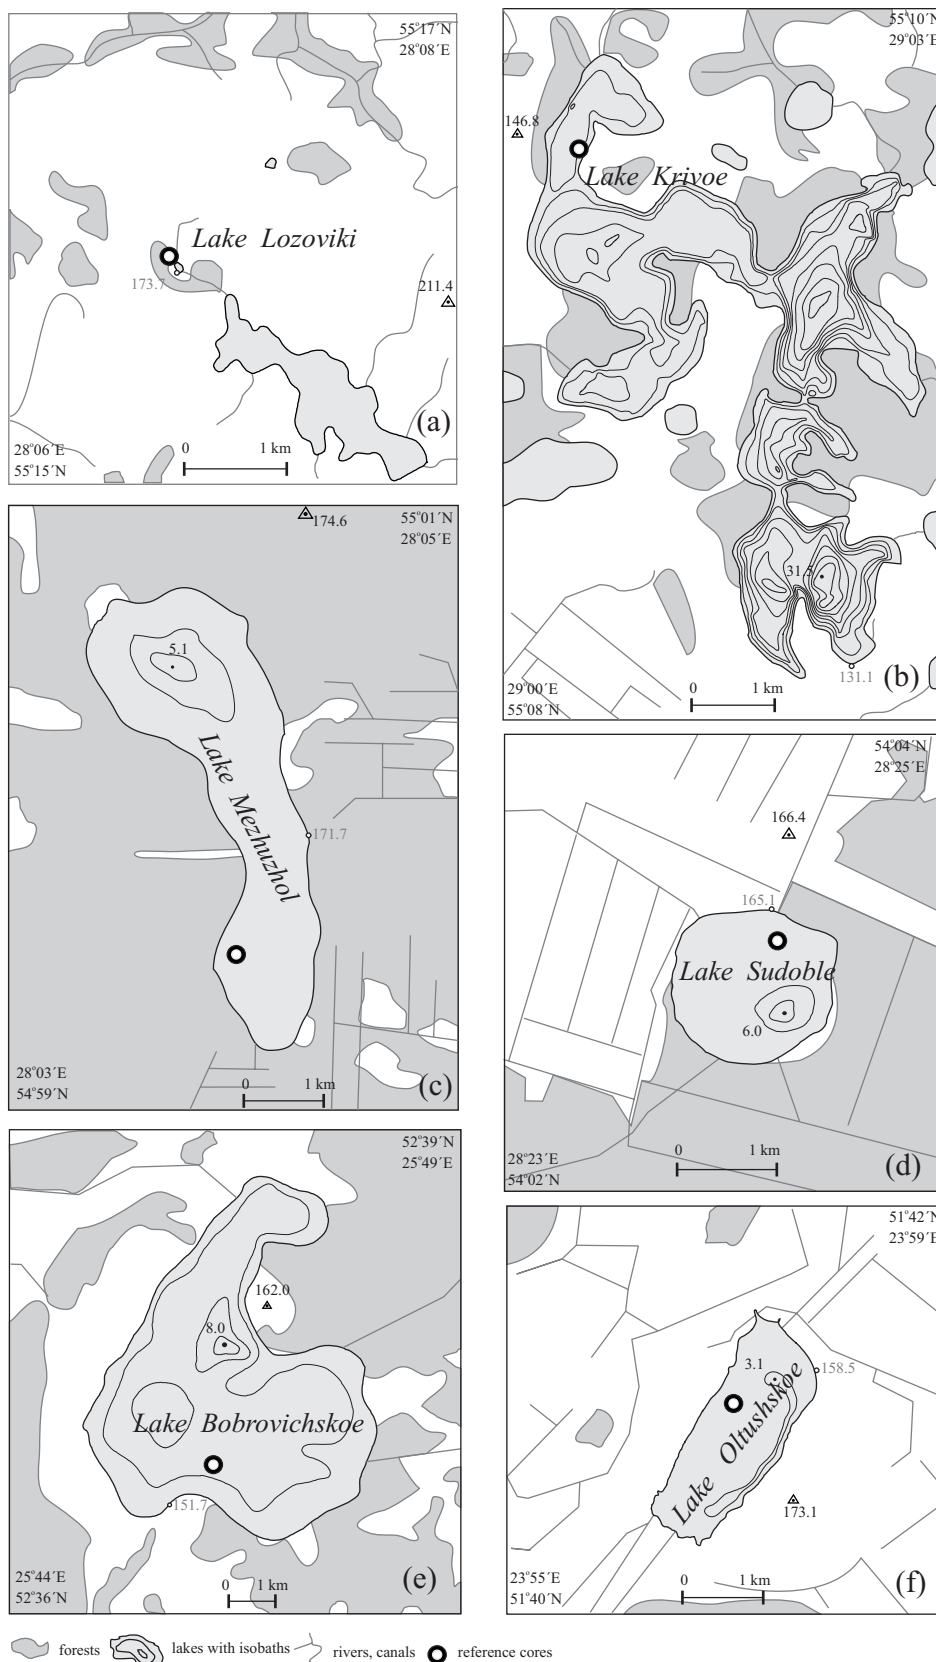 55°17´N
28°08´E
Lake Lozoviki
173.7
211.4
(a)
28°06´E
55°15´N
0 1 km
55°10´N
29°03´E
146.8
Lake Krivoe
31.5
131.1
(b)
29°00´E
55°08´N
0 1 km
174.6
55°01´N
28°05´E
5.1
Lake Mezhuzhol
171.7
28°03´E
54°59´N
0 1 km
(c)
54°04´N
28°25´E
166.4
165.1
Lake Sudoble
6.0
28°23´E
54°02´N
0 1 km
(d)
52°39´N
25°49´E
162.0
8.0
Lake Bobrovichskoe
151.7
25°44´E
52°36´N
0 1 km
(e)
51°42´N
23°59´E
3.1
158.5
Lake Oltushskoe
173.1
23°55´E
51°40´N
0 1 km
(f)
forests lakes with isobaths rivers, canals reference cores